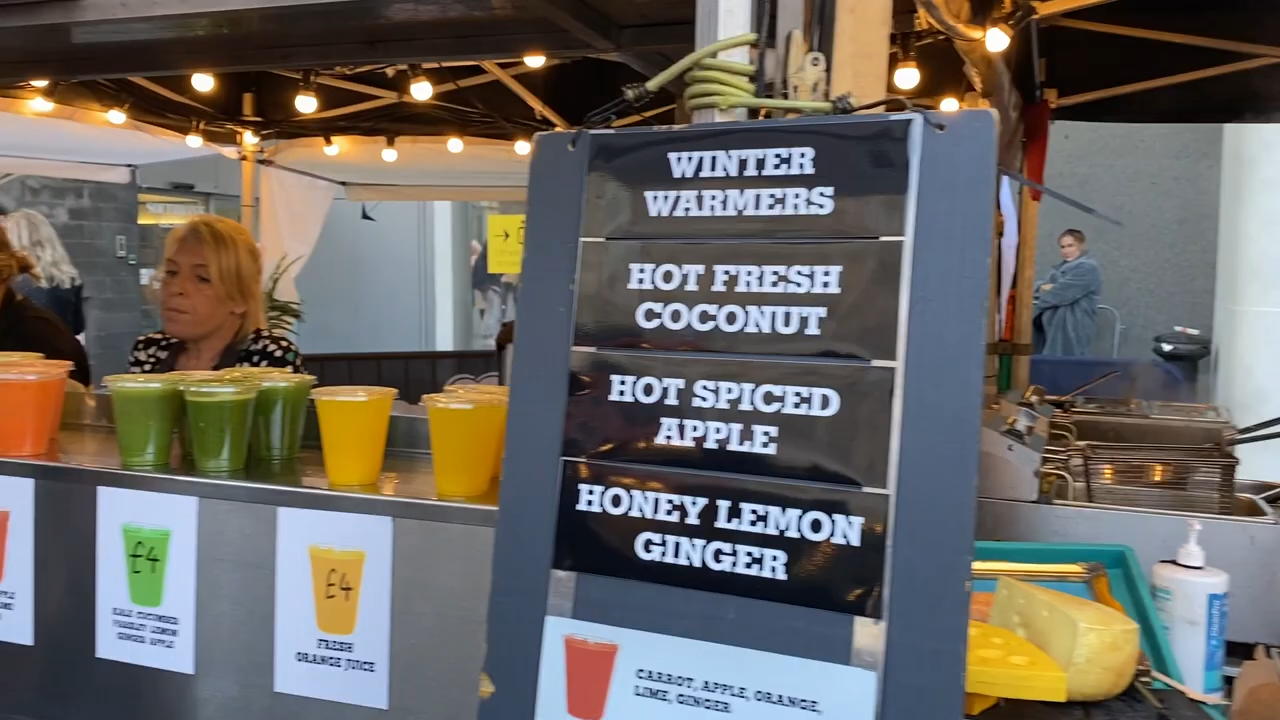 WINTER
WARMERS
HOT FRESH
COCONUT
HOT SPICED
APPLE
HONEY LEMON
GINGER
CARROT, APPLE, ORANGE,
LIME, GINGER
£4
KALE CUCUMBER
PARSLEY LEMON
GINGER APPLE
£4
FRESH
ORANGE JUICE